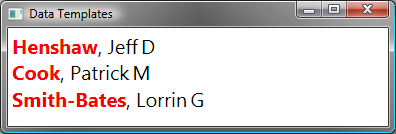 Data Templates
Henshaw, Jeff D
Cook, Patrick M
Smith-Bates, Lorrin G